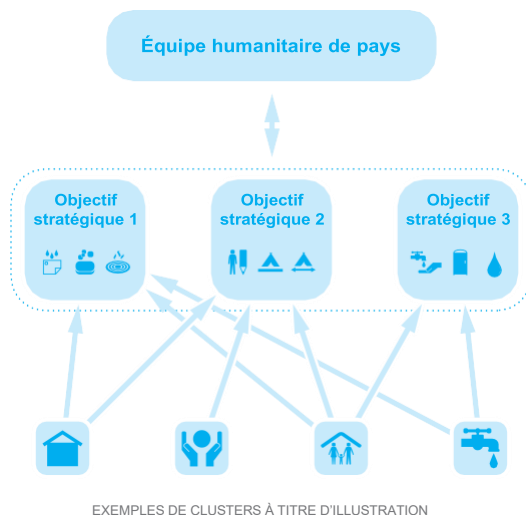 Équipe humanitaire de pays
Objectif
stratégique 1
Objectif
stratégique 2
Objectif
stratégique 3
EXEMPLES DE CLUSTERS À TITRE D’ILLUSTRATION